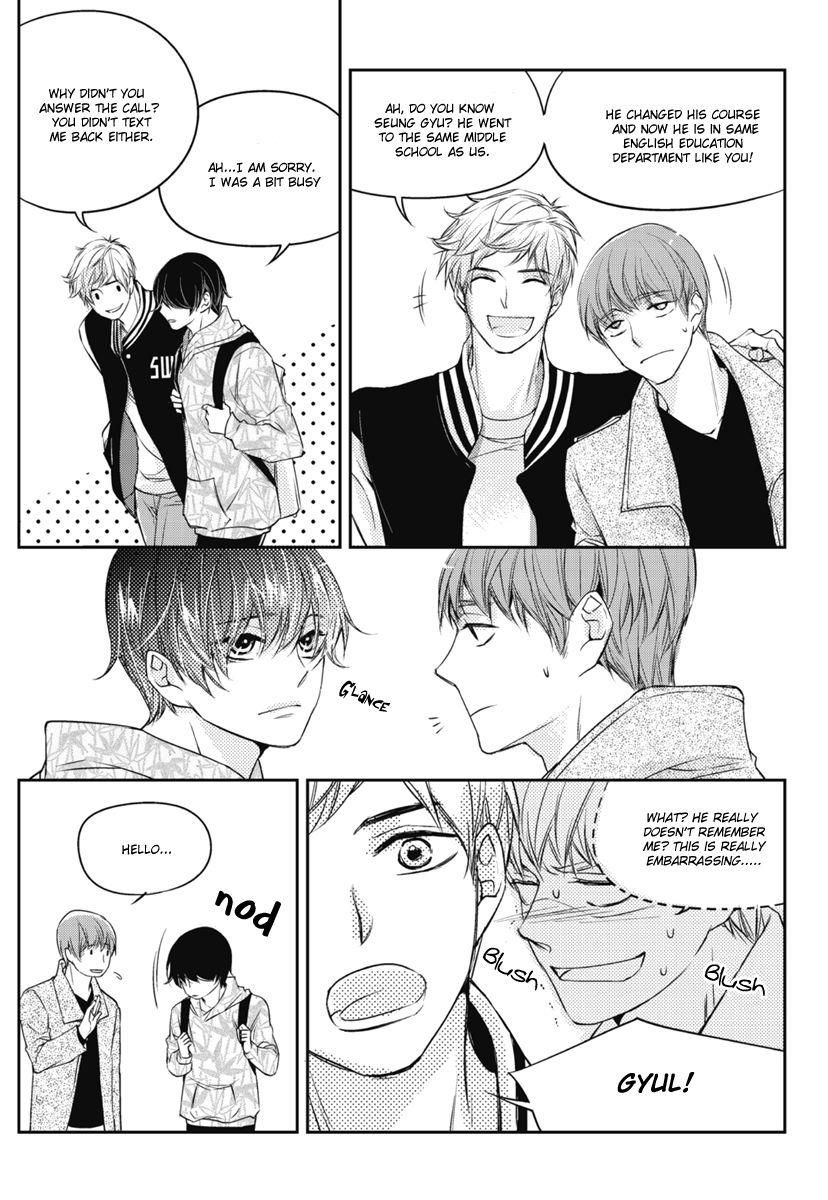 WHY DIDN'T YOU
ANSWER THE CALL?
YOU DIDN'T TEXT
ME BACK EITHER.
AH...I AM SORRY.
I WAS A BIT BUSY
SW
AH, DO YOU KNOW
SEUNG GYU? HE WENT
TO THE SAME MIDDLE
SCHOOL AS US.
HE CHANGED HIS COURSE
AND NOW HE IS IN SAME
ENGLISH EDUCATION
DEPARTMENT LIKE YOU!
GLANCE
HELLO...
nod
WHAT? HE REALLY
DOESN'T REMEMBER
ME? THIS IS REALLY
EMBARRASSING.....
Blush
Blush
GYUL!